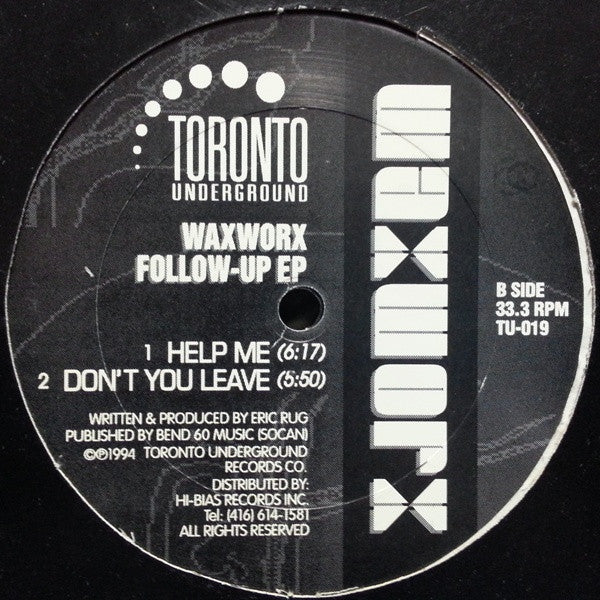 TORONTO
UNDERGROUND
WAXWORX
FOLLOW-UP EP
1 HELP ME (6:17)
2 DON'T YOU LEAVE (5:50)
WRITTEN & PRODUCED BY ERIC RUG
PUBLISHED BY BEND 60 MUSIC (SOCAN)
©℗1994 TORONTO UNDERGROUND
RECORDS CO.
DISTRIBUTED BY:
HI-BIAS RECORDS INC.
Tel: (416) 614-1581
ALL RIGHTS RESERVED
waxworx
B SIDE
33.3 RPM
TU-019